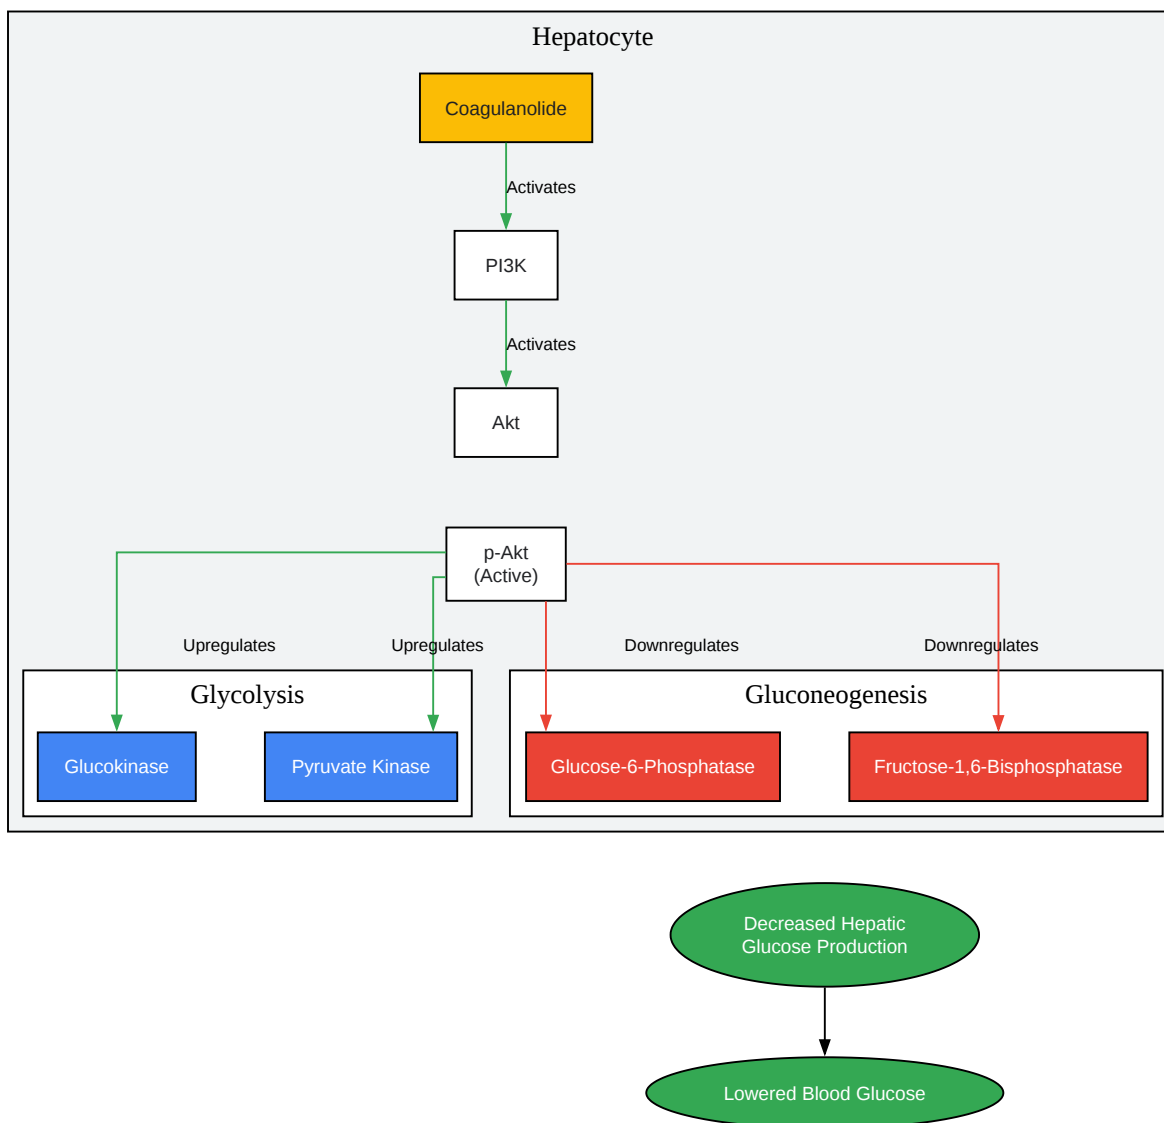 Hepatocyte
Coagulanolide
Activates
PI3K
Activates
Akt
p-Akt
(Active)
Upregulates
Upregulates
Downregulates
Downregulates
Glycolysis
Gluconeogenesis
Glucokinase
Pyruvate Kinase
Glucose-6-Phosphatase
Fructose-1,6-Bisphosphatase
Decreased Hepatic
Glucose Production
Lowered Blood Glucose